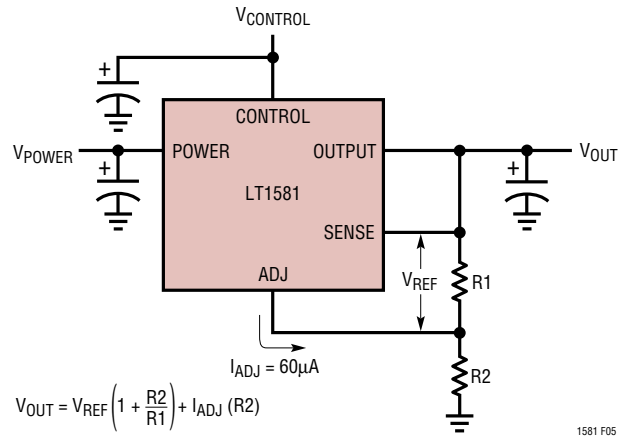 VCONTROL
+
CONTROL
VPOWER
POWER
OUTPUT
VOUT
+
+
LT1581
SENSE
ADJ
VREF
R1
IADJ = 60µA
R2
VOUT = VREF (1 + R2/R1) + IADJ (R2)
1581 F05